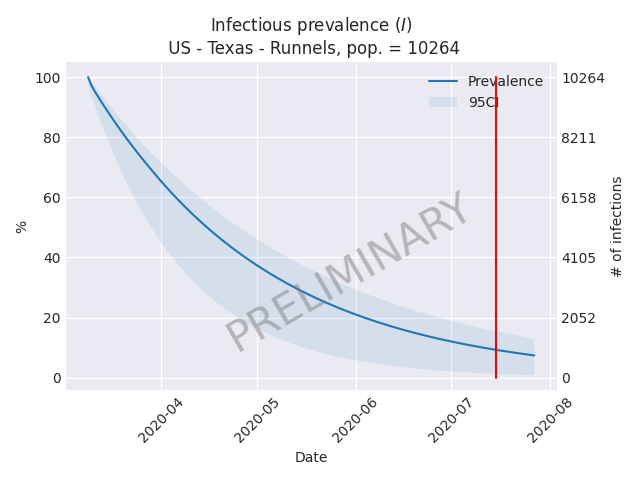 Infectious prevalence (I)
US - Texas - Runnels, pop. = 10264
Prevalence
95CI
100
80
60
40
20
0
%
10264
8211
6158
4105
2052
0
# of infections
PRELIMINARY
2020-04
2020-05
2020-06
2020-07
2020-08
Date